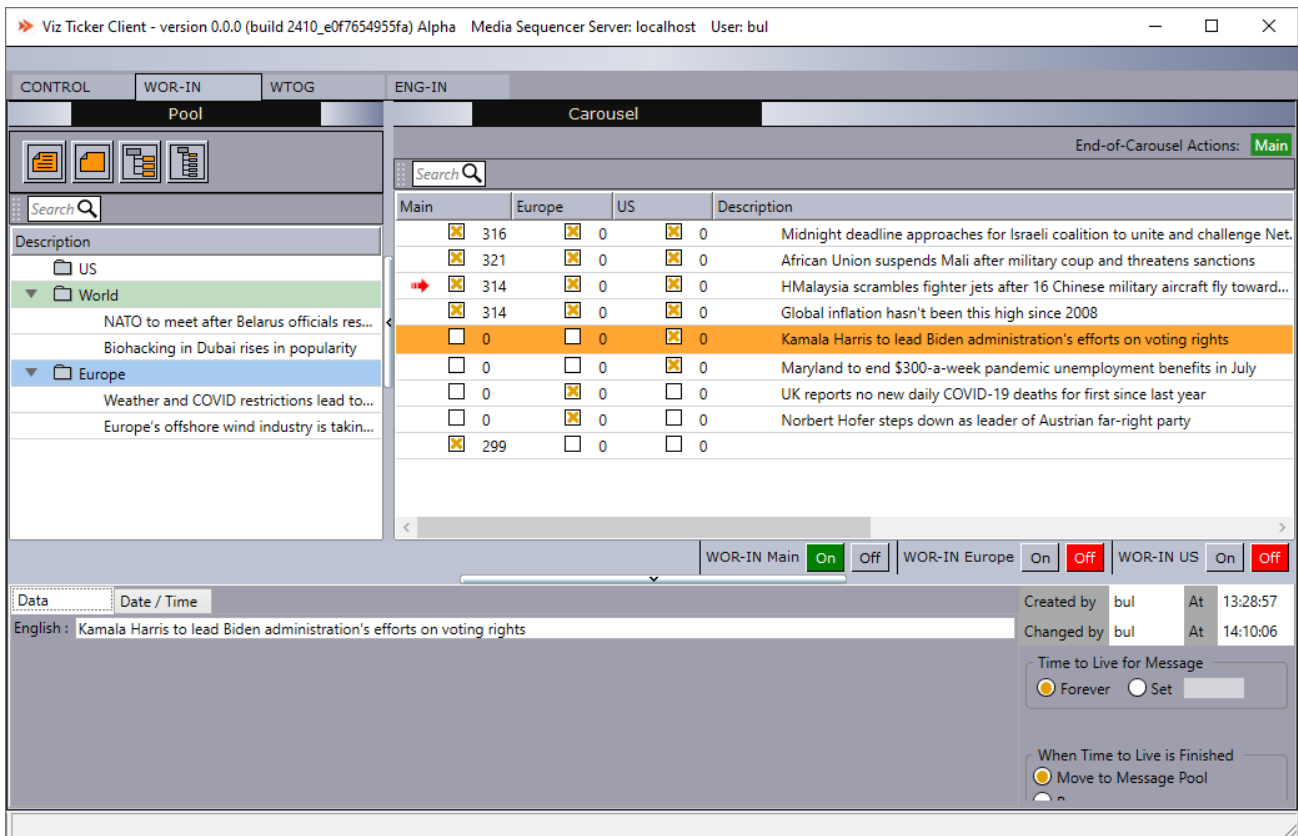 Viz Ticker Client - version 0.0.0 (build 2410_e0f7654955fa) Alpha Media Sequencer Server: localhost User: bul
CONTROL WOR-IN WTOG ENG-IN
Pool
Search
Description
US
World
NATO to meet after Belarus officials res...
Biohacking in Dubai rises in popularity
Europe
Weather and COVID restrictions lead to...
Europe's offshore wind industry is takin...
Carousel
End-of-Carousel Actions: Main
Search
Main Europe US Description
316 0 0 Midnight deadline approaches for Israeli coalition to unite and challenge Net.
321 0 0 African Union suspends Mali after military coup and threatens sanctions
314 0 0 HMalaysia scrambles fighter jets after 16 Chinese military aircraft fly toward...
314 0 0 Global inflation hasn't been this high since 2008
0 0 0 Kamala Harris to lead Biden administration's efforts on voting rights
0 0 0 Maryland to end $300-a-week pandemic unemployment benefits in July
0 0 0 UK reports no new daily COVID-19 deaths for first since last year
0 0 0 Norbert Hofer steps down as leader of Austrian far-right party
299 0 0
WOR-IN Main On Off WOR-IN Europe On Off WOR-IN US On Off
Data Date / Time
English : Kamala Harris to lead Biden administration's efforts on voting rights
Created by bul At 13:28:57
Changed by bul At 14:10:06
Time to Live for Message
Forever Set
When Time to Live is Finished
Move to Message Pool